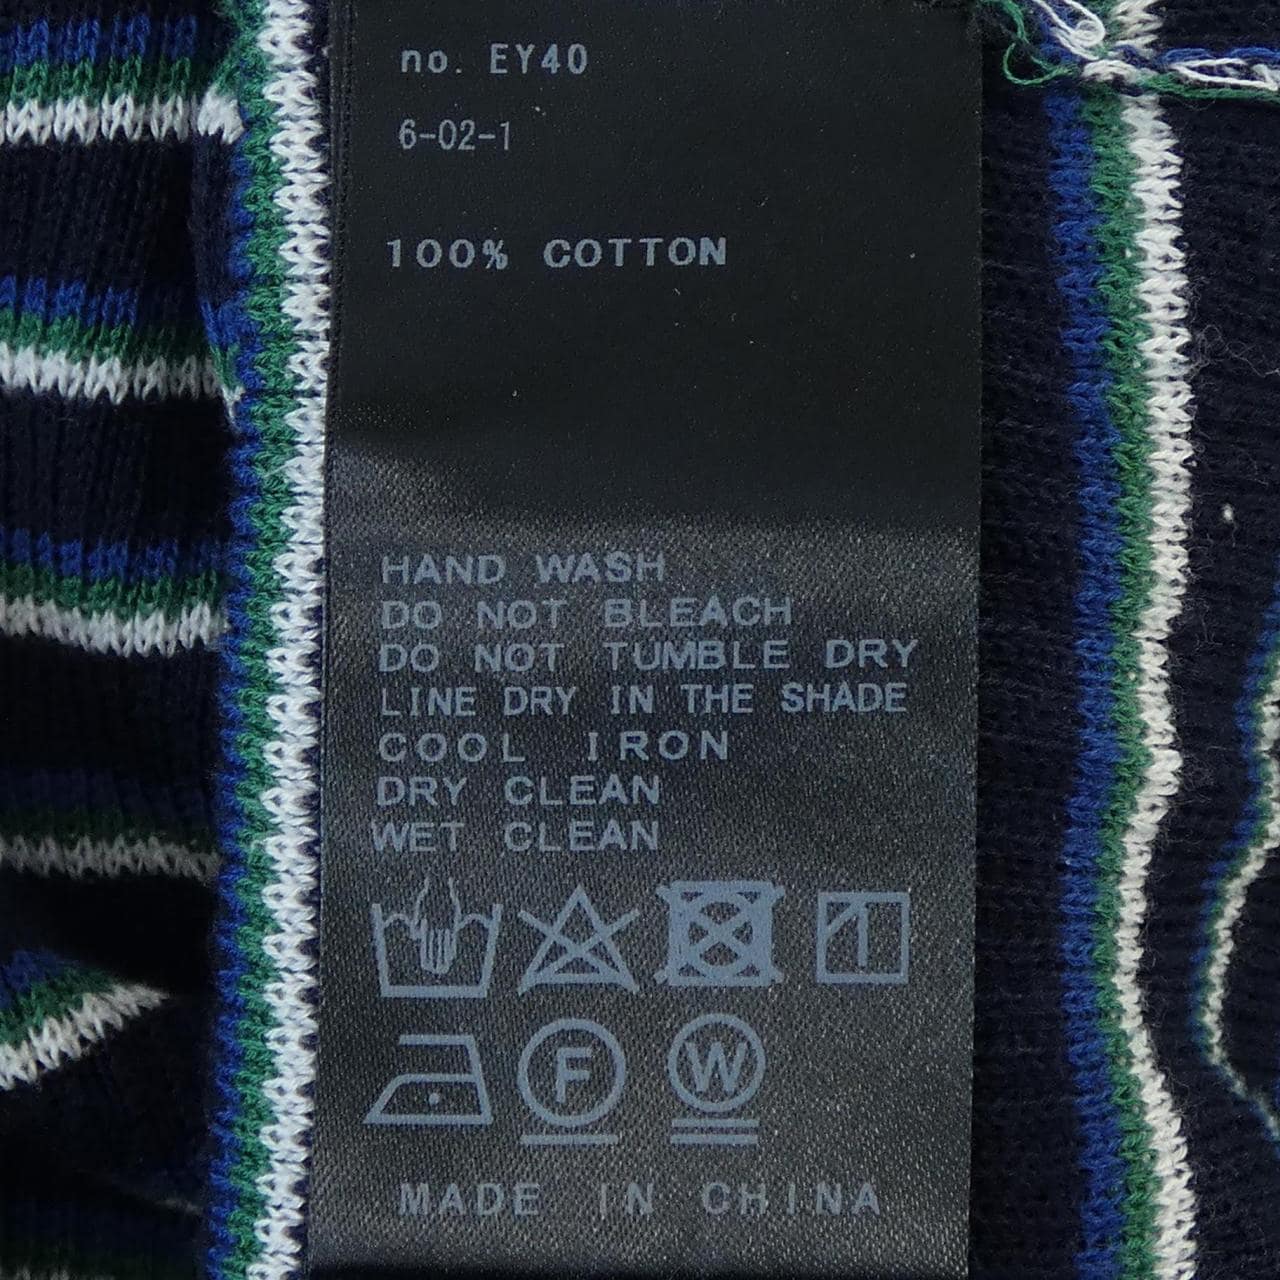 no. EY40
6-02-1
100% COTTON
HAND WASH
DO NOT BLEACH
DO NOT TUMBLE DRY
LINE DRY IN THE SHADE
COOL IRON
DRY CLEAN
WET CLEAN
F W
MADE IN CHINA